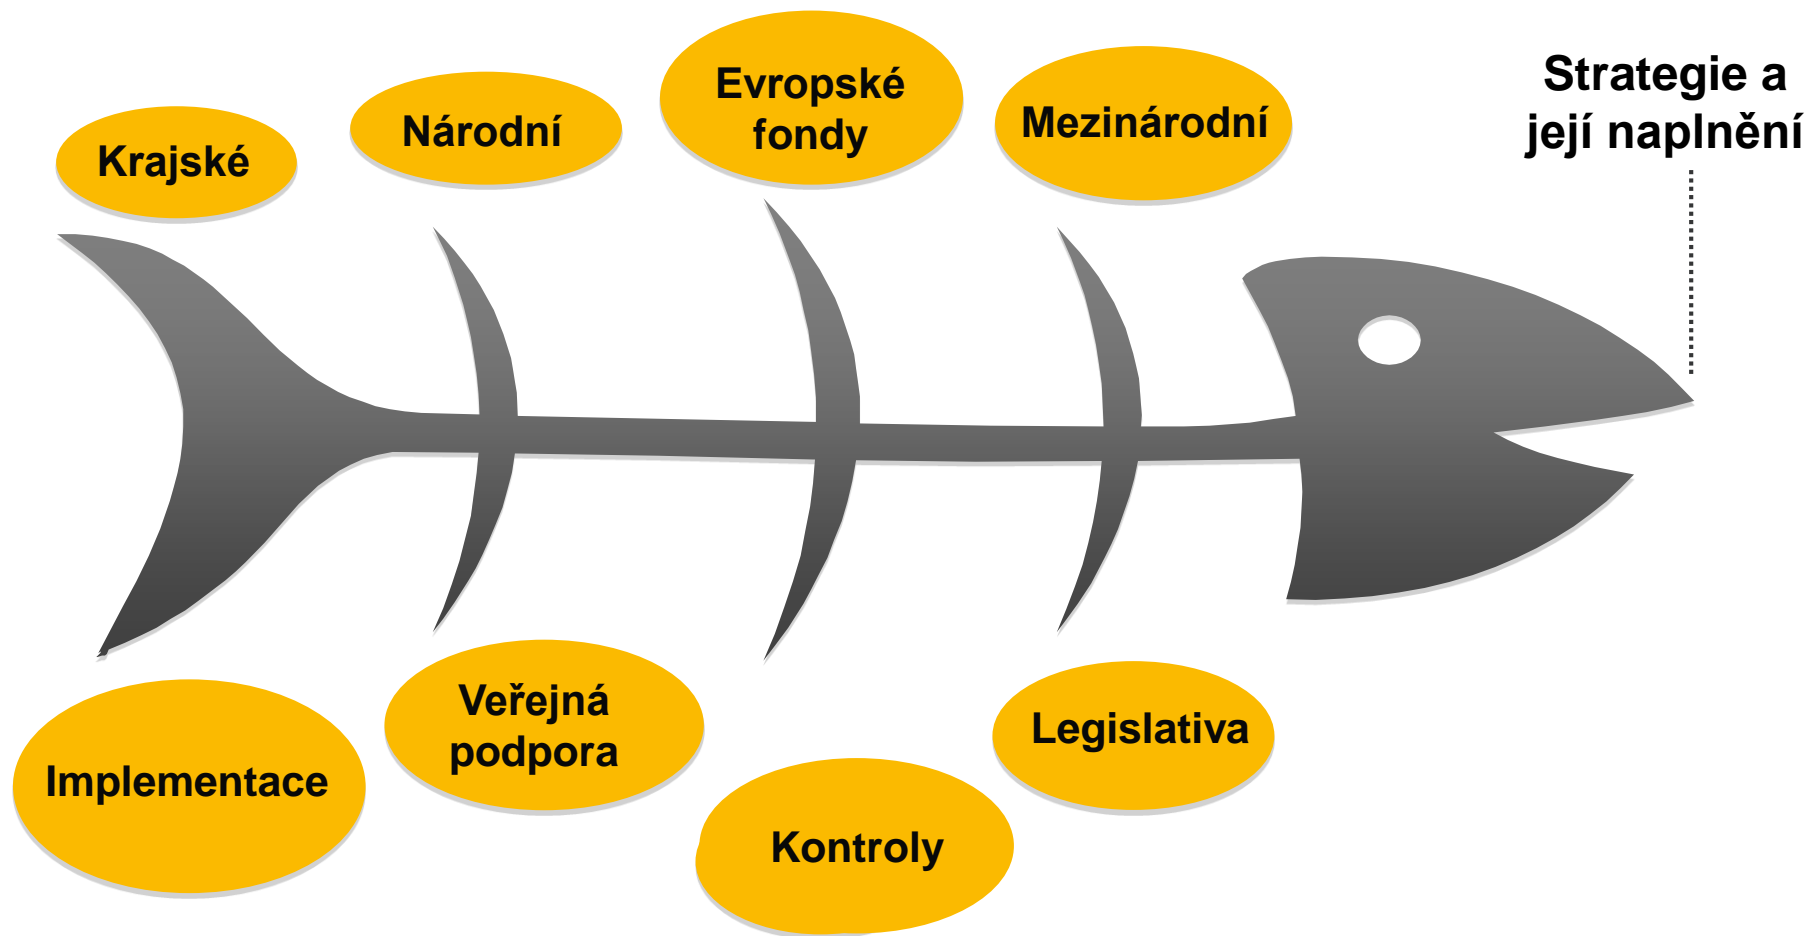 Krajské
Národní
Evropské
fondy
Mezinárodní
Strategie a
její naplnění
Implementace
Veřejná
podpora
Kontroly
Legislativa